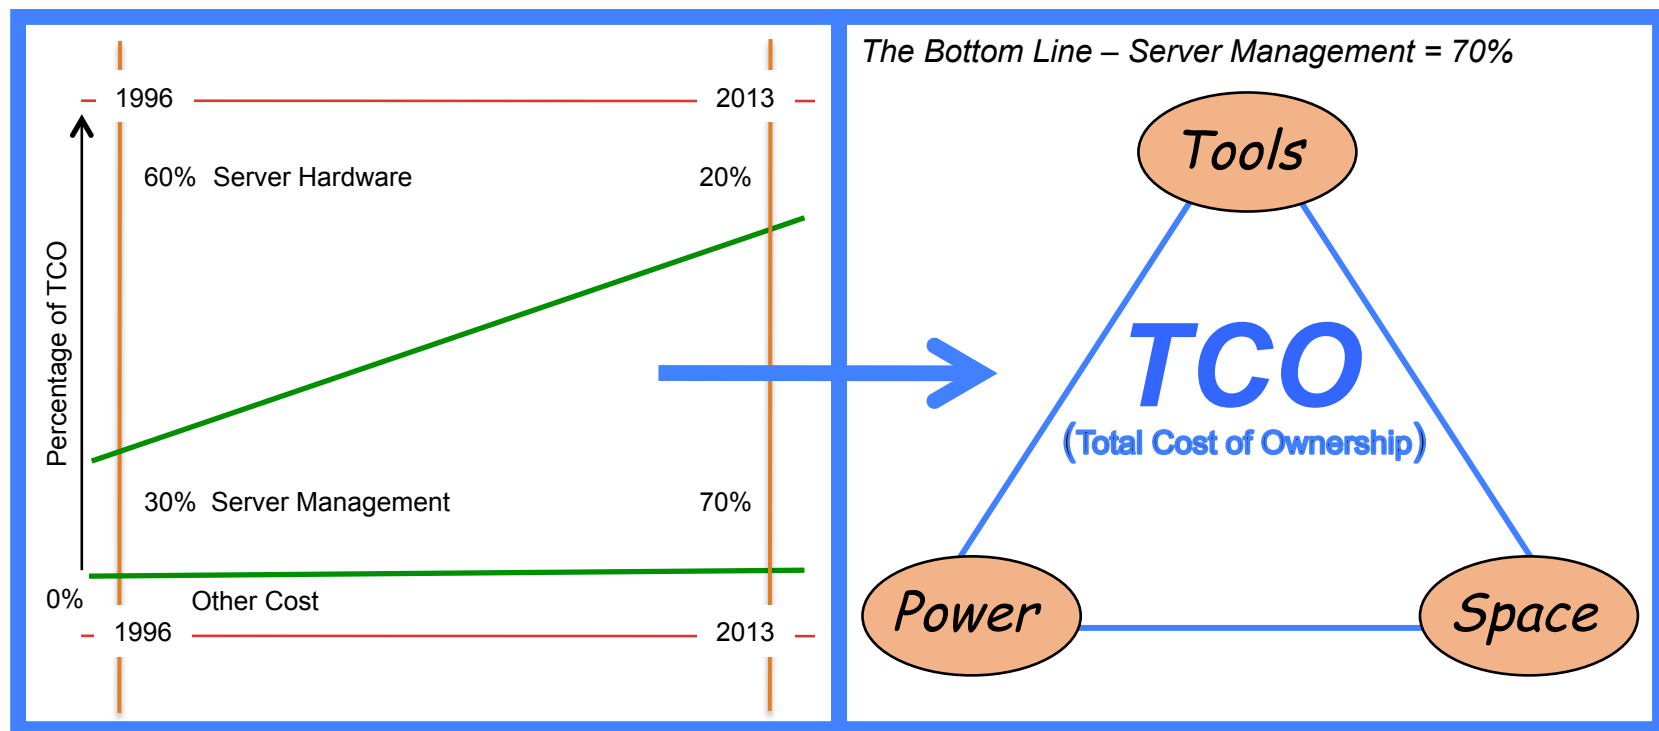 1996
2013
60% Server Hardware
20%
Percentage of TCO
30% Server Management
70%
0%
Other Cost
1996
2013
The Bottom Line – Server Management = 70%
Tools
TCO
(Total Cost of Ownership)
Power
Space